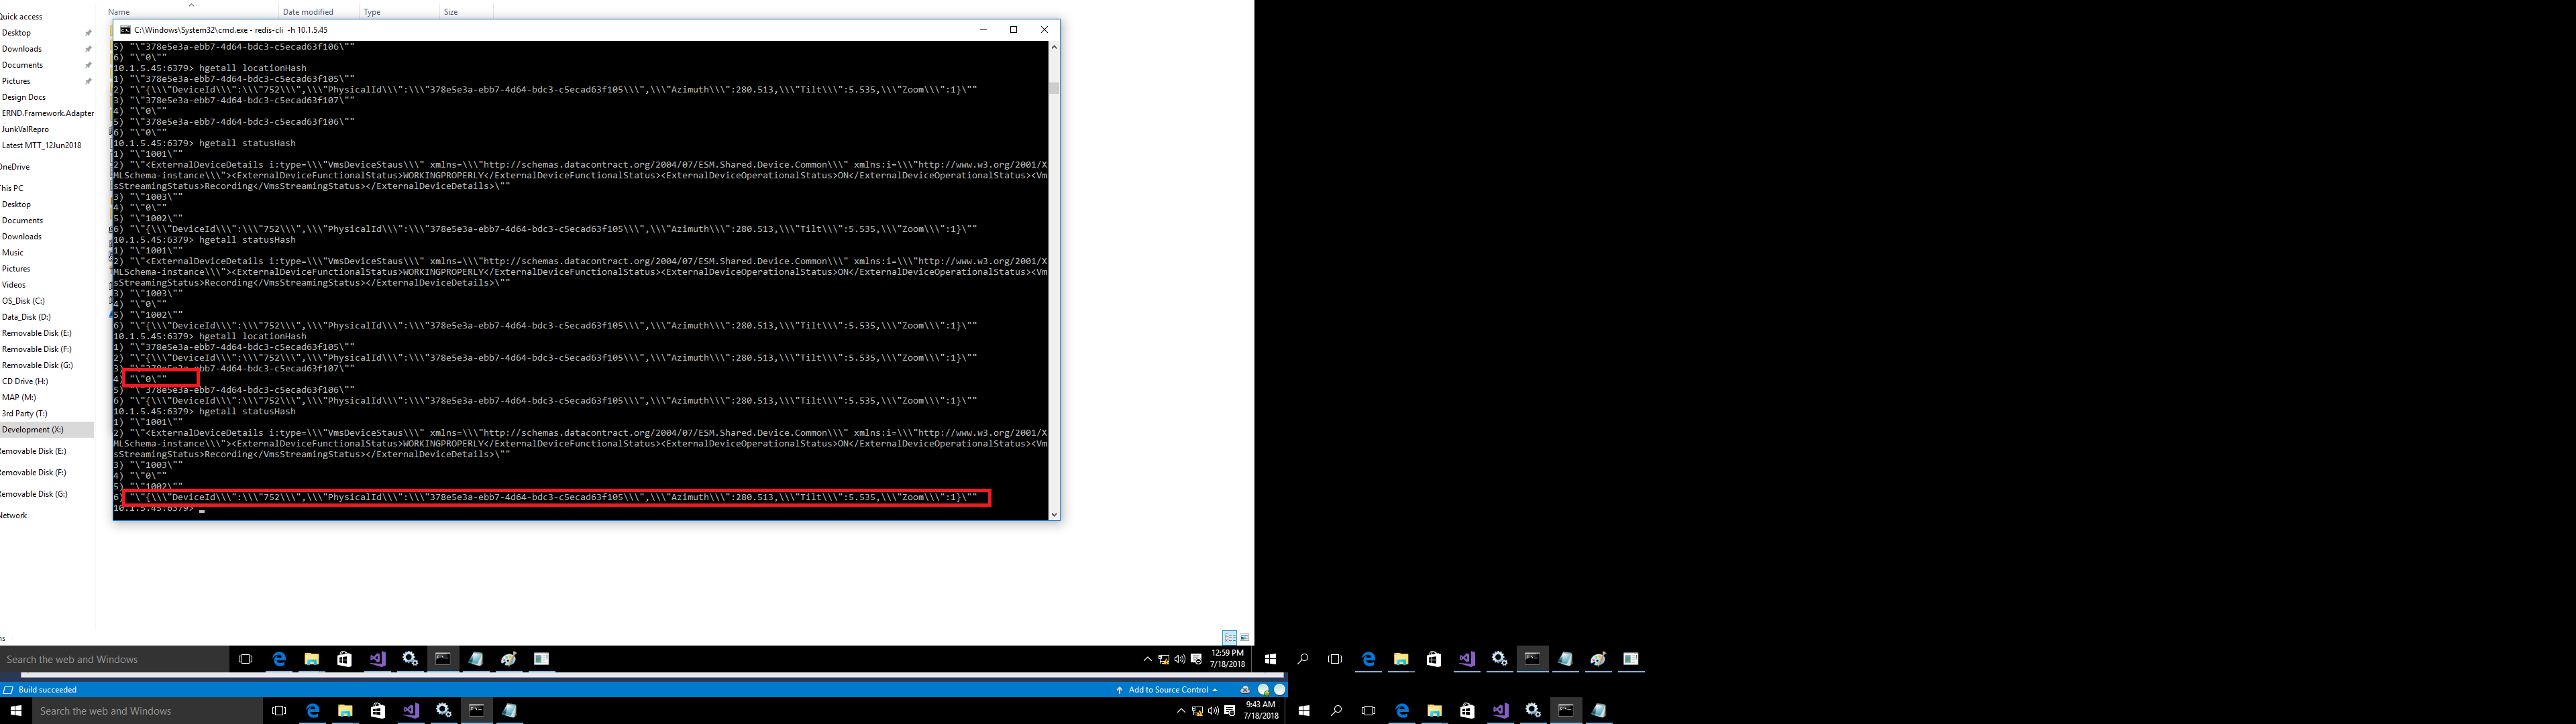 Name Date modified Type Size
Quick access
Desktop
Downloads
Documents
Pictures
Design Docs
ERND.Framework.Adapter
JunkValRepro
Latest MTT_12Jun2018
OneDrive
This PC
Desktop
Documents
Downloads
Music
Pictures
Videos
OS_Disk (C:)
Data_Disk (D:)
Removable Disk (E:)
Removable Disk (F:)
Removable Disk (G:)
CD Drive (H:)
MAP (M:)
3rd Party (T:)
Development (X:)
Removable Disk (E:)
Removable Disk (F:)
Removable Disk (G:)
Network
C:\Windows\System32\cmd.exe - redis-cli -h 10.1.5.45
5) "\"378e5e3a-ebb7-4d64-bdc3-c5ecad63f106\""
6) "\"0\""
10.1.5.45:6379> hgetall locationHash
1) "\"378e5e3a-ebb7-4d64-bdc3-c5ecad63f105\""
2) "\"{\\\"DeviceId\\\":\\\"752\\\",\\\"PhysicalId\\\":\\\"378e5e3a-ebb7-4d64-bdc3-c5ecad63f105\\\",\\\"Azimuth\\\":280.513,\\\"Tilt\\\":5.535,\\\"Zoom\\\":1}\""
3) "\"378e5e3a-ebb7-4d64-bdc3-c5ecad63f107\""
4) "\"0\""
5) "\"378e5e3a-ebb7-4d64-bdc3-c5ecad63f106\""
6) "\"0\""
10.1.5.45:6379> hgetall statusHash
1) "\"1001\""
2) "\"<ExternalDeviceDetails i:type=\\\"VmsDeviceStaus\\\" xmlns=\\\"http://schemas.datacontract.org/2004/07/ESM.Shared.Device.Common\\\" xmlns:i=\\\"http://www.w3.org/2001/X
MLSchema-instance\\\"><ExternalDeviceFunctionalStatus>WORKINGPROPERLY</ExternalDeviceFunctionalStatus><ExternalDeviceOperationalStatus>ON</ExternalDeviceOperationalStatus><Vm
sStreamingStatus>Recording</VmsStreamingStatus></ExternalDeviceDetails>\""
3) "\"1003\""
4) "\"0\""
5) "\"1002\""
6) "\"{\\\"DeviceId\\\":\\\"752\\\",\\\"PhysicalId\\\":\\\"378e5e3a-ebb7-4d64-bdc3-c5ecad63f105\\\",\\\"Azimuth\\\":280.513,\\\"Tilt\\\":5.535,\\\"Zoom\\\":1}\""
10.1.5.45:6379> hgetall statusHash
1) "\"1001\""
2) "\"<ExternalDeviceDetails i:type=\\\"VmsDeviceStaus\\\" xmlns=\\\"http://schemas.datacontract.org/2004/07/ESM.Shared.Device.Common\\\" xmlns:i=\\\"http://www.w3.org/2001/X
MLSchema-instance\\\"><ExternalDeviceFunctionalStatus>WORKINGPROPERLY</ExternalDeviceFunctionalStatus><ExternalDeviceOperationalStatus>ON</ExternalDeviceOperationalStatus><Vm
sStreamingStatus>Recording</VmsStreamingStatus></ExternalDeviceDetails>\""
3) "\"1003\""
4) "\"0\""
5) "\"1002\""
6) "\"{\\\"DeviceId\\\":\\\"752\\\",\\\"PhysicalId\\\":\\\"378e5e3a-ebb7-4d64-bdc3-c5ecad63f105\\\",\\\"Azimuth\\\":280.513,\\\"Tilt\\\":5.535,\\\"Zoom\\\":1}\""
10.1.5.45:6379> hgetall locationHash
1) "\"378e5e3a-ebb7-4d64-bdc3-c5ecad63f105\""
2) "\"{\\\"DeviceId\\\":\\\"752\\\",\\\"PhysicalId\\\":\\\"378e5e3a-ebb7-4d64-bdc3-c5ecad63f105\\\",\\\"Azimuth\\\":280.513,\\\"Tilt\\\":5.535,\\\"Zoom\\\":1}\""
3) "\"378e5e3a-ebb7-4d64-bdc3-c5ecad63f107\""
4) "\"0\""
5) "\"378e5e3a-ebb7-4d64-bdc3-c5ecad63f106\""
6) "\"{\\\"DeviceId\\\":\\\"752\\\",\\\"PhysicalId\\\":\\\"378e5e3a-ebb7-4d64-bdc3-c5ecad63f105\\\",\\\"Azimuth\\\":280.513,\\\"Tilt\\\":5.535,\\\"Zoom\\\":1}\""
10.1.5.45:6379> hgetall statusHash
1) "\"1001\""
2) "\"<ExternalDeviceDetails i:type=\\\"VmsDeviceStaus\\\" xmlns=\\\"http://schemas.datacontract.org/2004/07/ESM.Shared.Device.Common\\\" xmlns:i=\\\"http://www.w3.org/2001/X
MLSchema-instance\\\"><ExternalDeviceFunctionalStatus>WORKINGPROPERLY</ExternalDeviceFunctionalStatus><ExternalDeviceOperationalStatus>ON</ExternalDeviceOperationalStatus><Vm
sStreamingStatus>Recording</VmsStreamingStatus></ExternalDeviceDetails>\""
3) "\"1003\""
4) "\"0\""
5) "\"1002\""
6) "\"{\\\"DeviceId\\\":\\\"752\\\",\\\"PhysicalId\\\":\\\"378e5e3a-ebb7-4d64-bdc3-c5ecad63f105\\\",\\\"Azimuth\\\":280.513,\\\"Tilt\\\":5.535,\\\"Zoom\\\":1}\""
10.1.5.45:6379>
Search the web and Windows
12:59 PM
7/18/2018
Build succeeded
Add to Source Control
Search the web and Windows
9:43 AM
7/18/2018